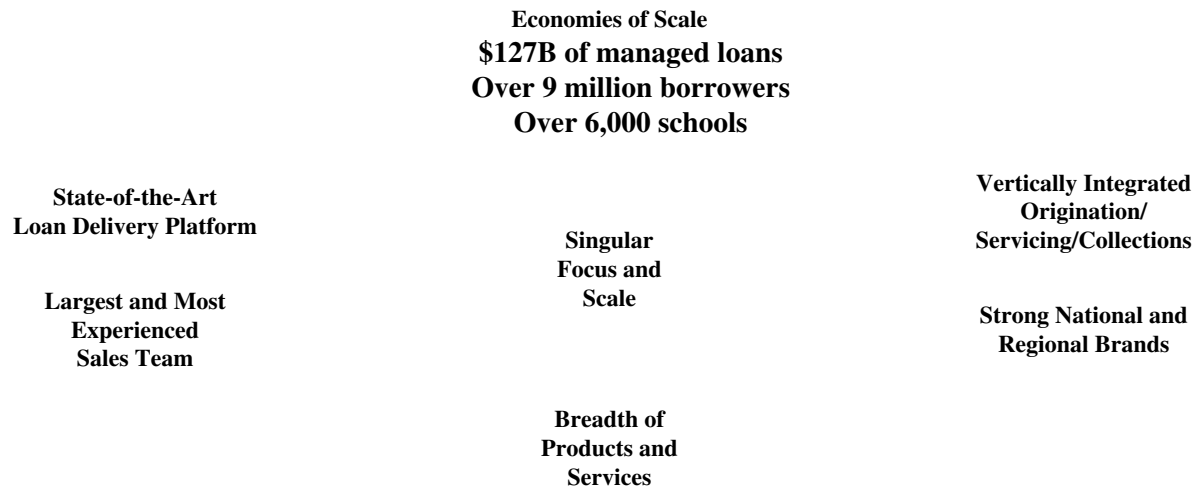 Economies of Scale
$127B of managed loans
Over 9 million borrowers
Over 6,000 schools
State-of-the-Art
Loan Delivery Platform
Largest and Most
Experienced
Sales Team
Singular
Focus and
Scale
Vertically Integrated
Origination/
Servicing/Collections
Strong National and
Regional Brands
Breadth of
Products and
Services